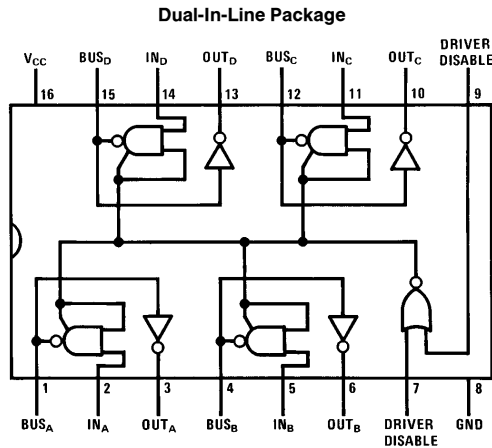 Dual-In-Line Package
VCC BUSD IND OUTD BUSC INC OUTC DRIVER DISABLE
16 15 14 13 12 11 10 9
1 2 3 4 5 6 7 8
BUSA INA OUTA BUSB INB OUTB DRIVER DISABLE GND